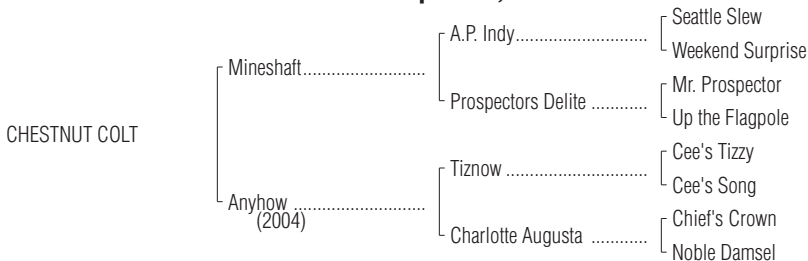 Seattle Slew
A.P. Indy..........................
Weekend Surprise
Mineshaft........................
Mr. Prospector
Prospectors Delite ...........
Up the Flagpole
CHESTNUT COLT
Cee's Tizzy
Tiznow ............................
Cee's Song
Anyhow ..........................
(2004)
Chief's Crown
Charlotte Augusta ...........
Noble Damsel